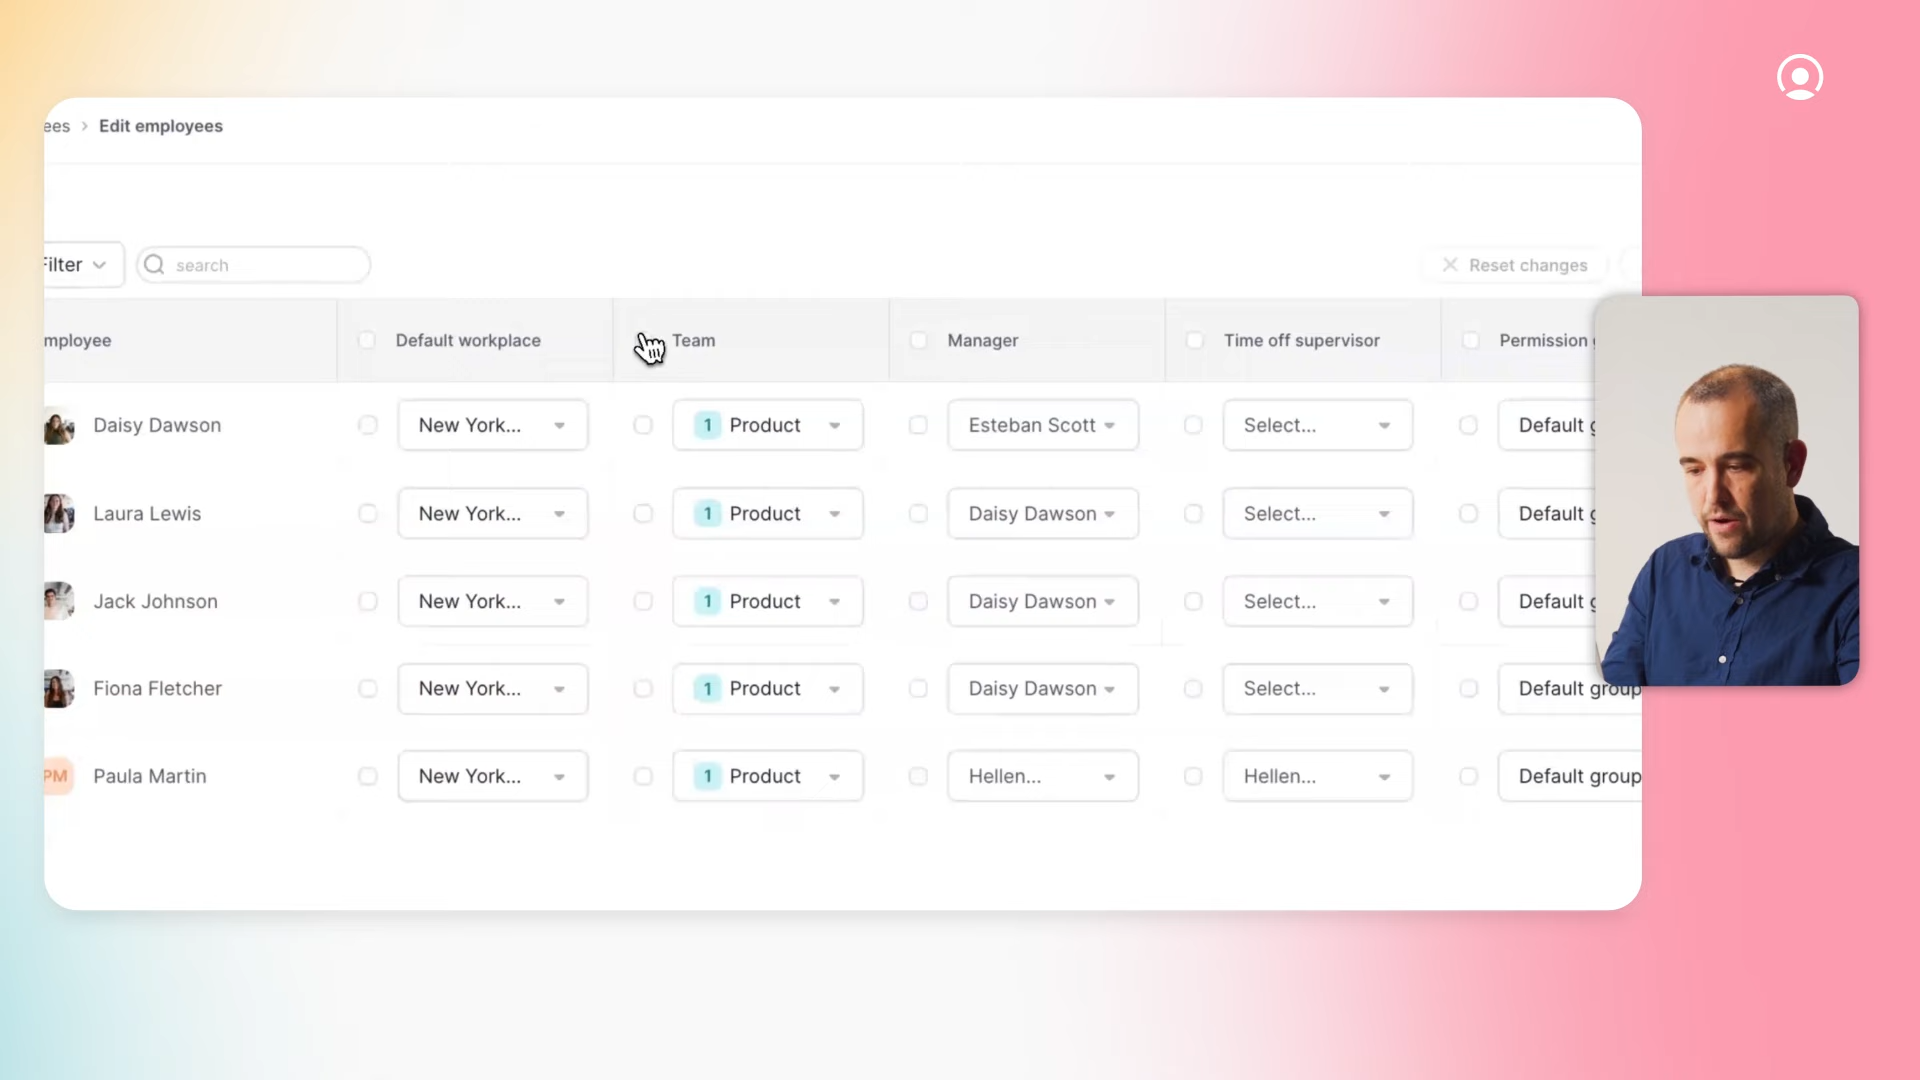 ees > Edit employees
Filter search Reset changes
mployee Default workplace Team Manager Time off supervisor Permission
Daisy Dawson New York... 1 Product Esteban Scott Select... Default g
Laura Lewis New York... 1 Product Daisy Dawson Select... Default g
Jack Johnson New York... 1 Product Daisy Dawson Select... Default g
Fiona Fletcher New York... 1 Product Daisy Dawson Select... Default group
PM Paula Martin New York... 1 Product Hellen... Hellen... Default group